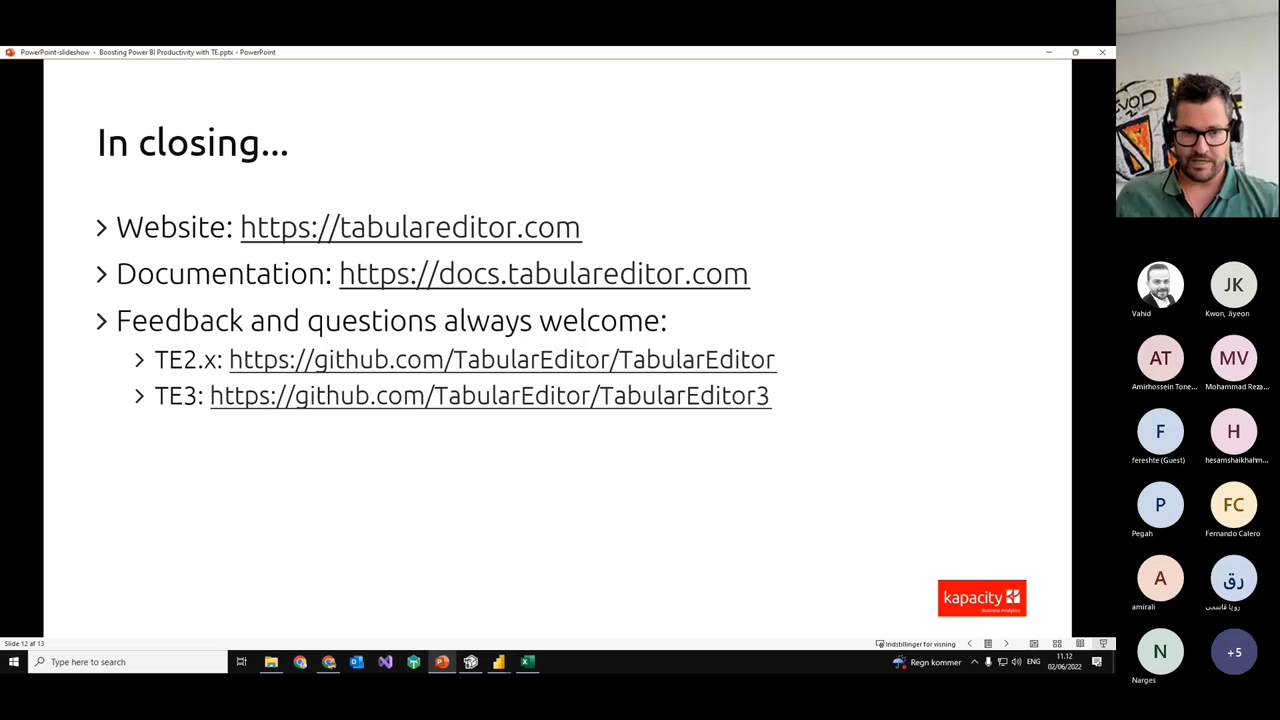 PowerPoint-slideshow - Boosting Power BI Productivity with TE.pptx - PowerPoint
In closing...
Website: https://tabulareditor.com
Documentation: https://docs.tabulareditor.com
Feedback and questions always welcome:
TE2.x: https://github.com/TabularEditor/TabularEditor
TE3: https://github.com/TabularEditor/TabularEditor3
kapacity
Business Analytics
Slide 12 af 13
Indstillinger for visning
Type here to search
Regn kommer
ENG
11.12
02/06/2022
EVOD
2
Vahid
JK
Kwon, Jiyeon
AT
Amirhossein Tone...
MV
Mohammad Reza...
F
fereshte (Guest)
H
hesamshaikhahm...
P
Pegah
FC
Fernando Calero
A
amirali
رق
رویا قاسمی
N
Narges
+5